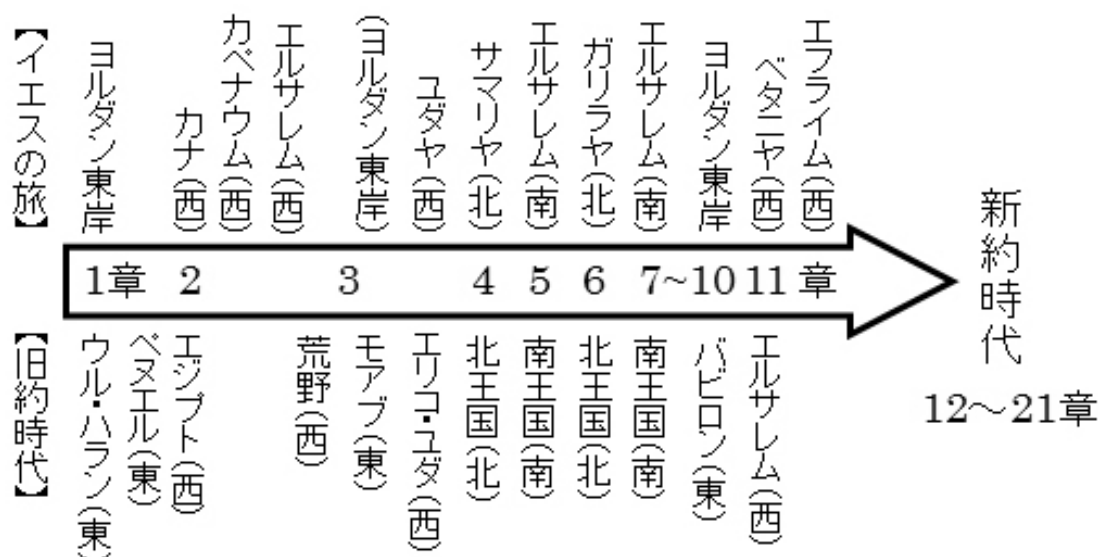 【イエスの旅】
ヨルダン東岸
カナ(西)
カペナウム(西)
エルサレム(西)
(ヨルダン東岸)
ユダヤ(西)
サマリヤ(北)
エルサレム(南)
ガリラヤ(北)
エルサレム(南)
ヨルダン東岸
ベタニヤ(西)
エフライム(西)
1章 2 3 4 5 6 7~10 11 章
新約時代
12～21章
【旧約時代】
ウル・ハラン(東)
ペヌエル(東)
エジプト(西)
荒野(西)
モアブ(東)
エリコ・ユダ(西)
北王国(北)
南王国(南)
北王国(北)
南王国(南)
バビロン(東)
エルサレム(西)